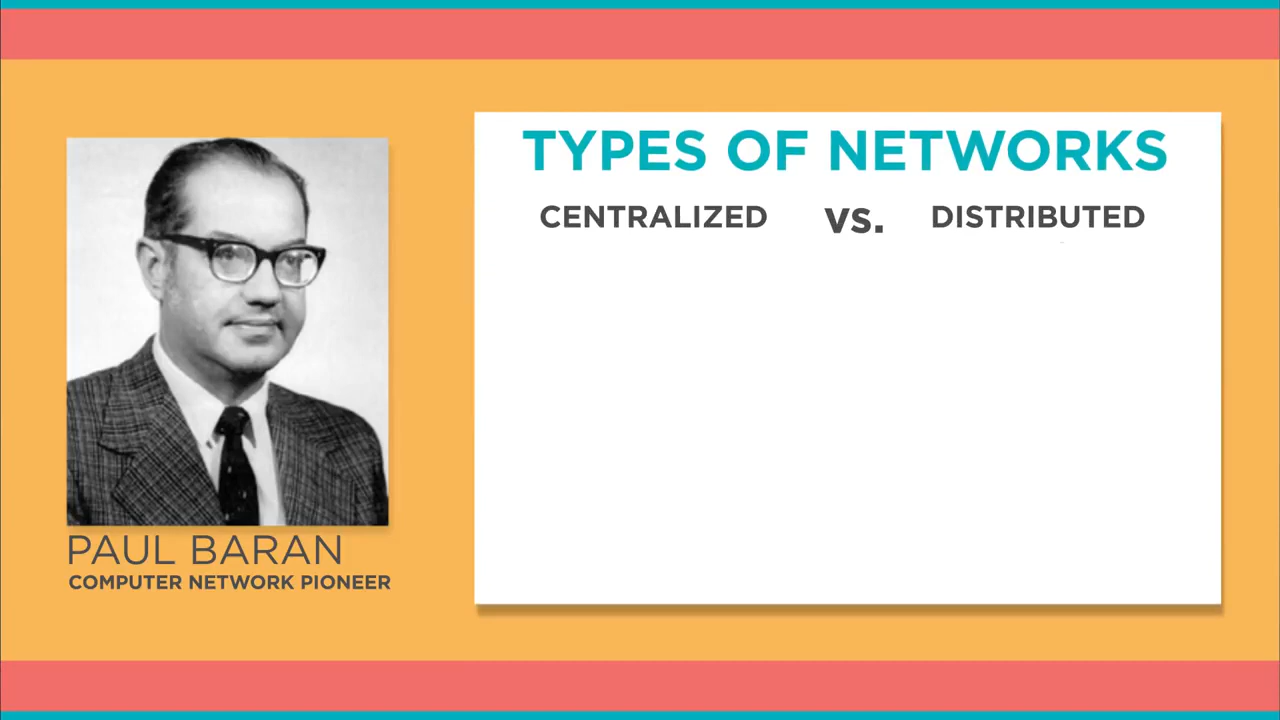 TYPES OF NETWORKS
CENTRALIZED VS. DISTRIBUTED
PAUL BARAN
COMPUTER NETWORK PIONEER